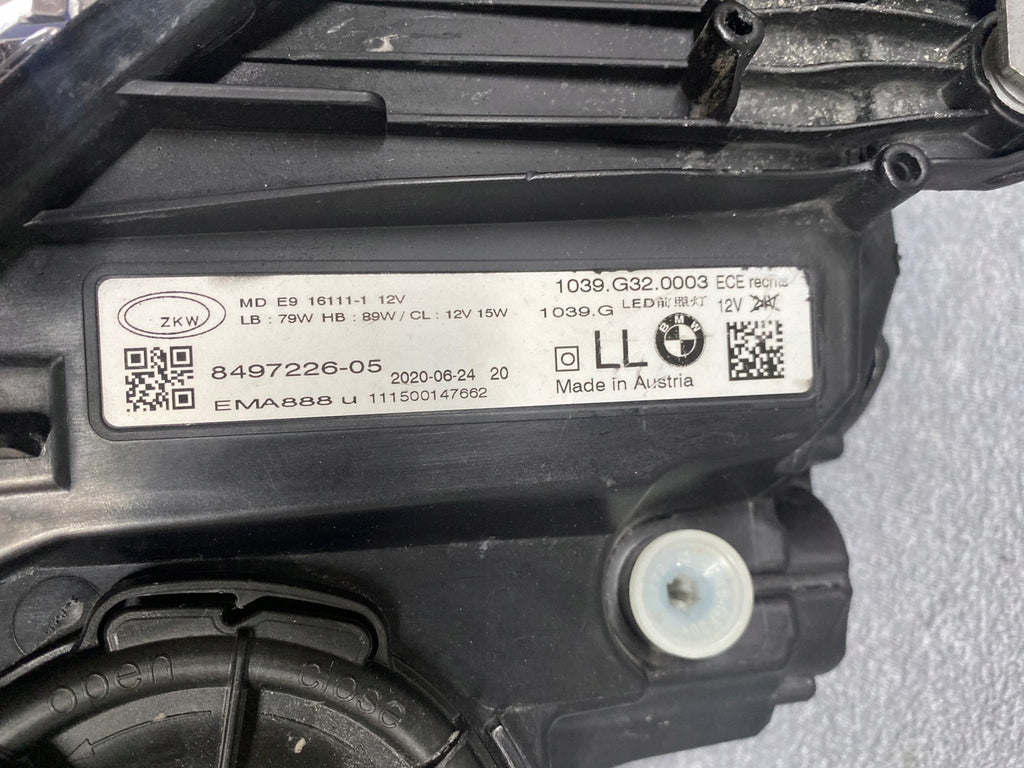 ZKW
MD E9 16111-1 12V
LB : 79W HB : 89W / CL : 12V 15W
8497226-05 2020-06-24 20
EMA888 u 111500147662
1039.G32.0003 ECE rechts
1039.G LED前照灯 12V 24V
LL BMW
Made in Austria
open close